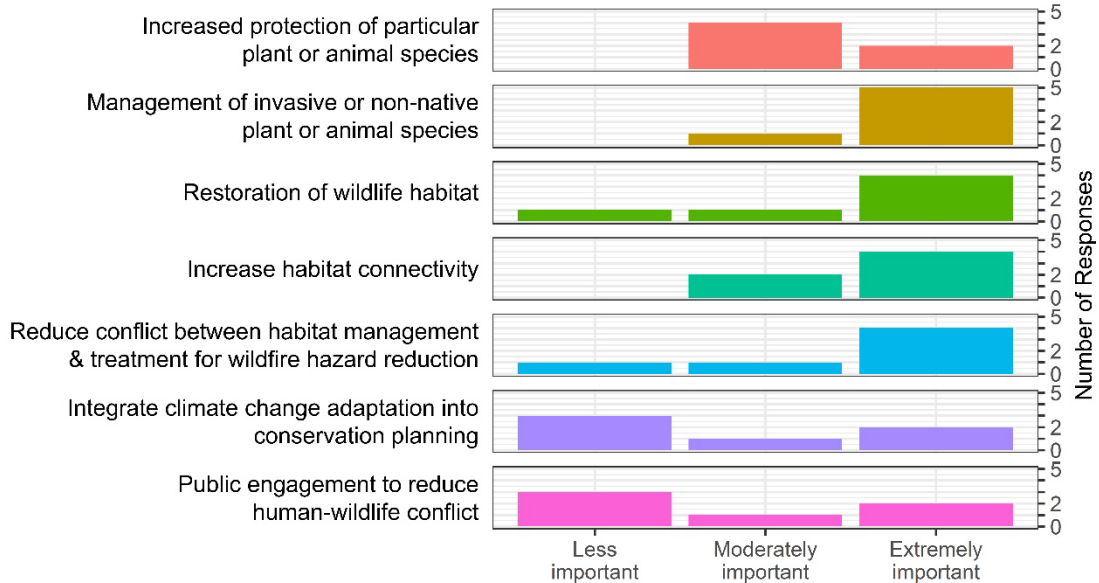 Increased protection of particular
plant or animal species
5
2
0
Management of invasive or non-native
plant or animal species
5
2
0
Restoration of wildlife habitat
5
2
0
Increase habitat connectivity
5
2
0
Reduce conflict between habitat management
& treatment for wildfire hazard reduction
5
2
0
Integrate climate change adaptation into
conservation planning
5
2
0
Public engagement to reduce
human-wildlife conflict
5
2
0
Number of Responses
Less
important
Moderately
important
Extremely
important